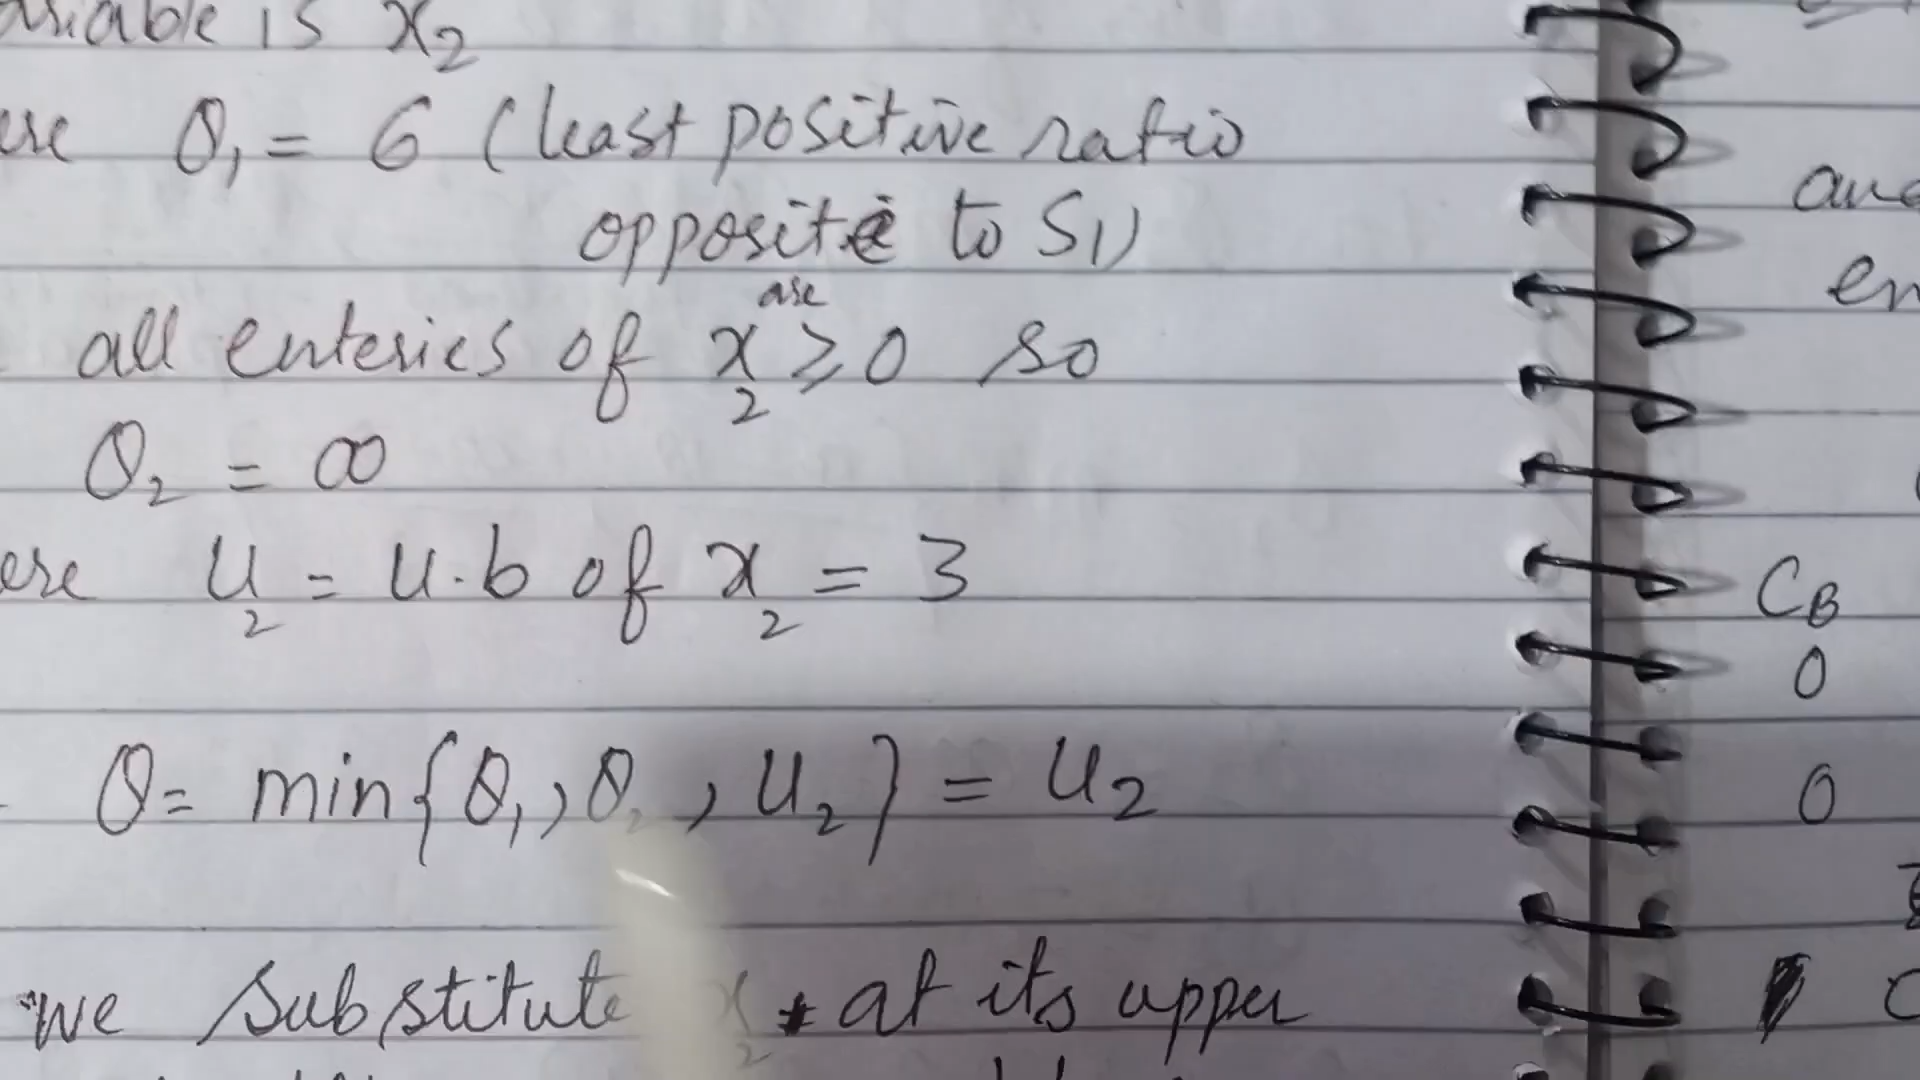 variable is x₂
ere θ₁ = 6 (least positive ratio
opposite to S1)
all enteries of x₂ are ≥ 0 so
θ₂ = ∞
ere u₂ = u.b of x₂ = 3
θ = min{θ₁, θ₂, u₂} = u₂
we substitute x₂ at its upper
en
C_B
0
0